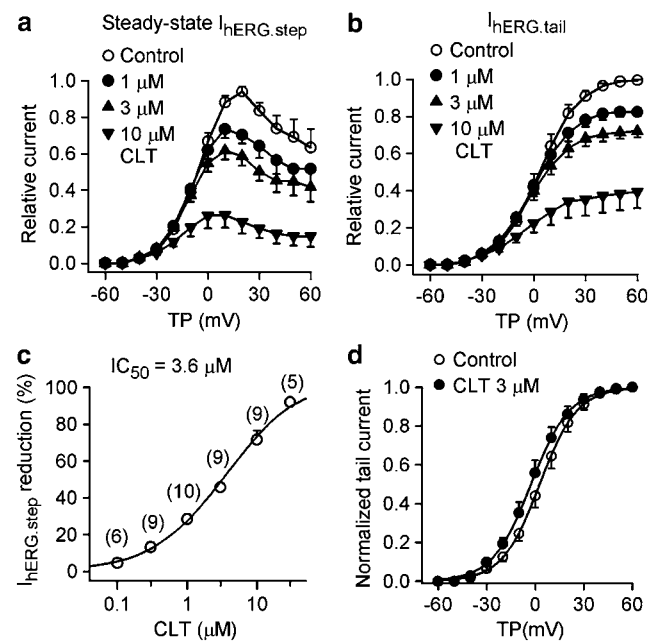 a Steady-state IhERG.step
Control
1 μM
3 μM
10 μM
CLT
Relative current
1.0
0.8
0.6
0.4
0.2
0.0
-60 -30 0 30 60
TP (mV)
b IhERG.tail
Control
1 μM
3 μM
10 μM
CLT
Relative current
1.0
0.8
0.6
0.4
0.2
0.0
-60 -30 0 30 60
TP (mV)
c IC50 = 3.6 μM
IhERG.step reduction (%)
100
80
60
40
20
0
(6) (9) (10) (9) (9) (5)
0.1 1 10
CLT (μM)
d Control
CLT 3 μM
Normalized tail current
1.0
0.8
0.6
0.4
0.2
0.0
-60 -30 0 30 60
TP(mV)